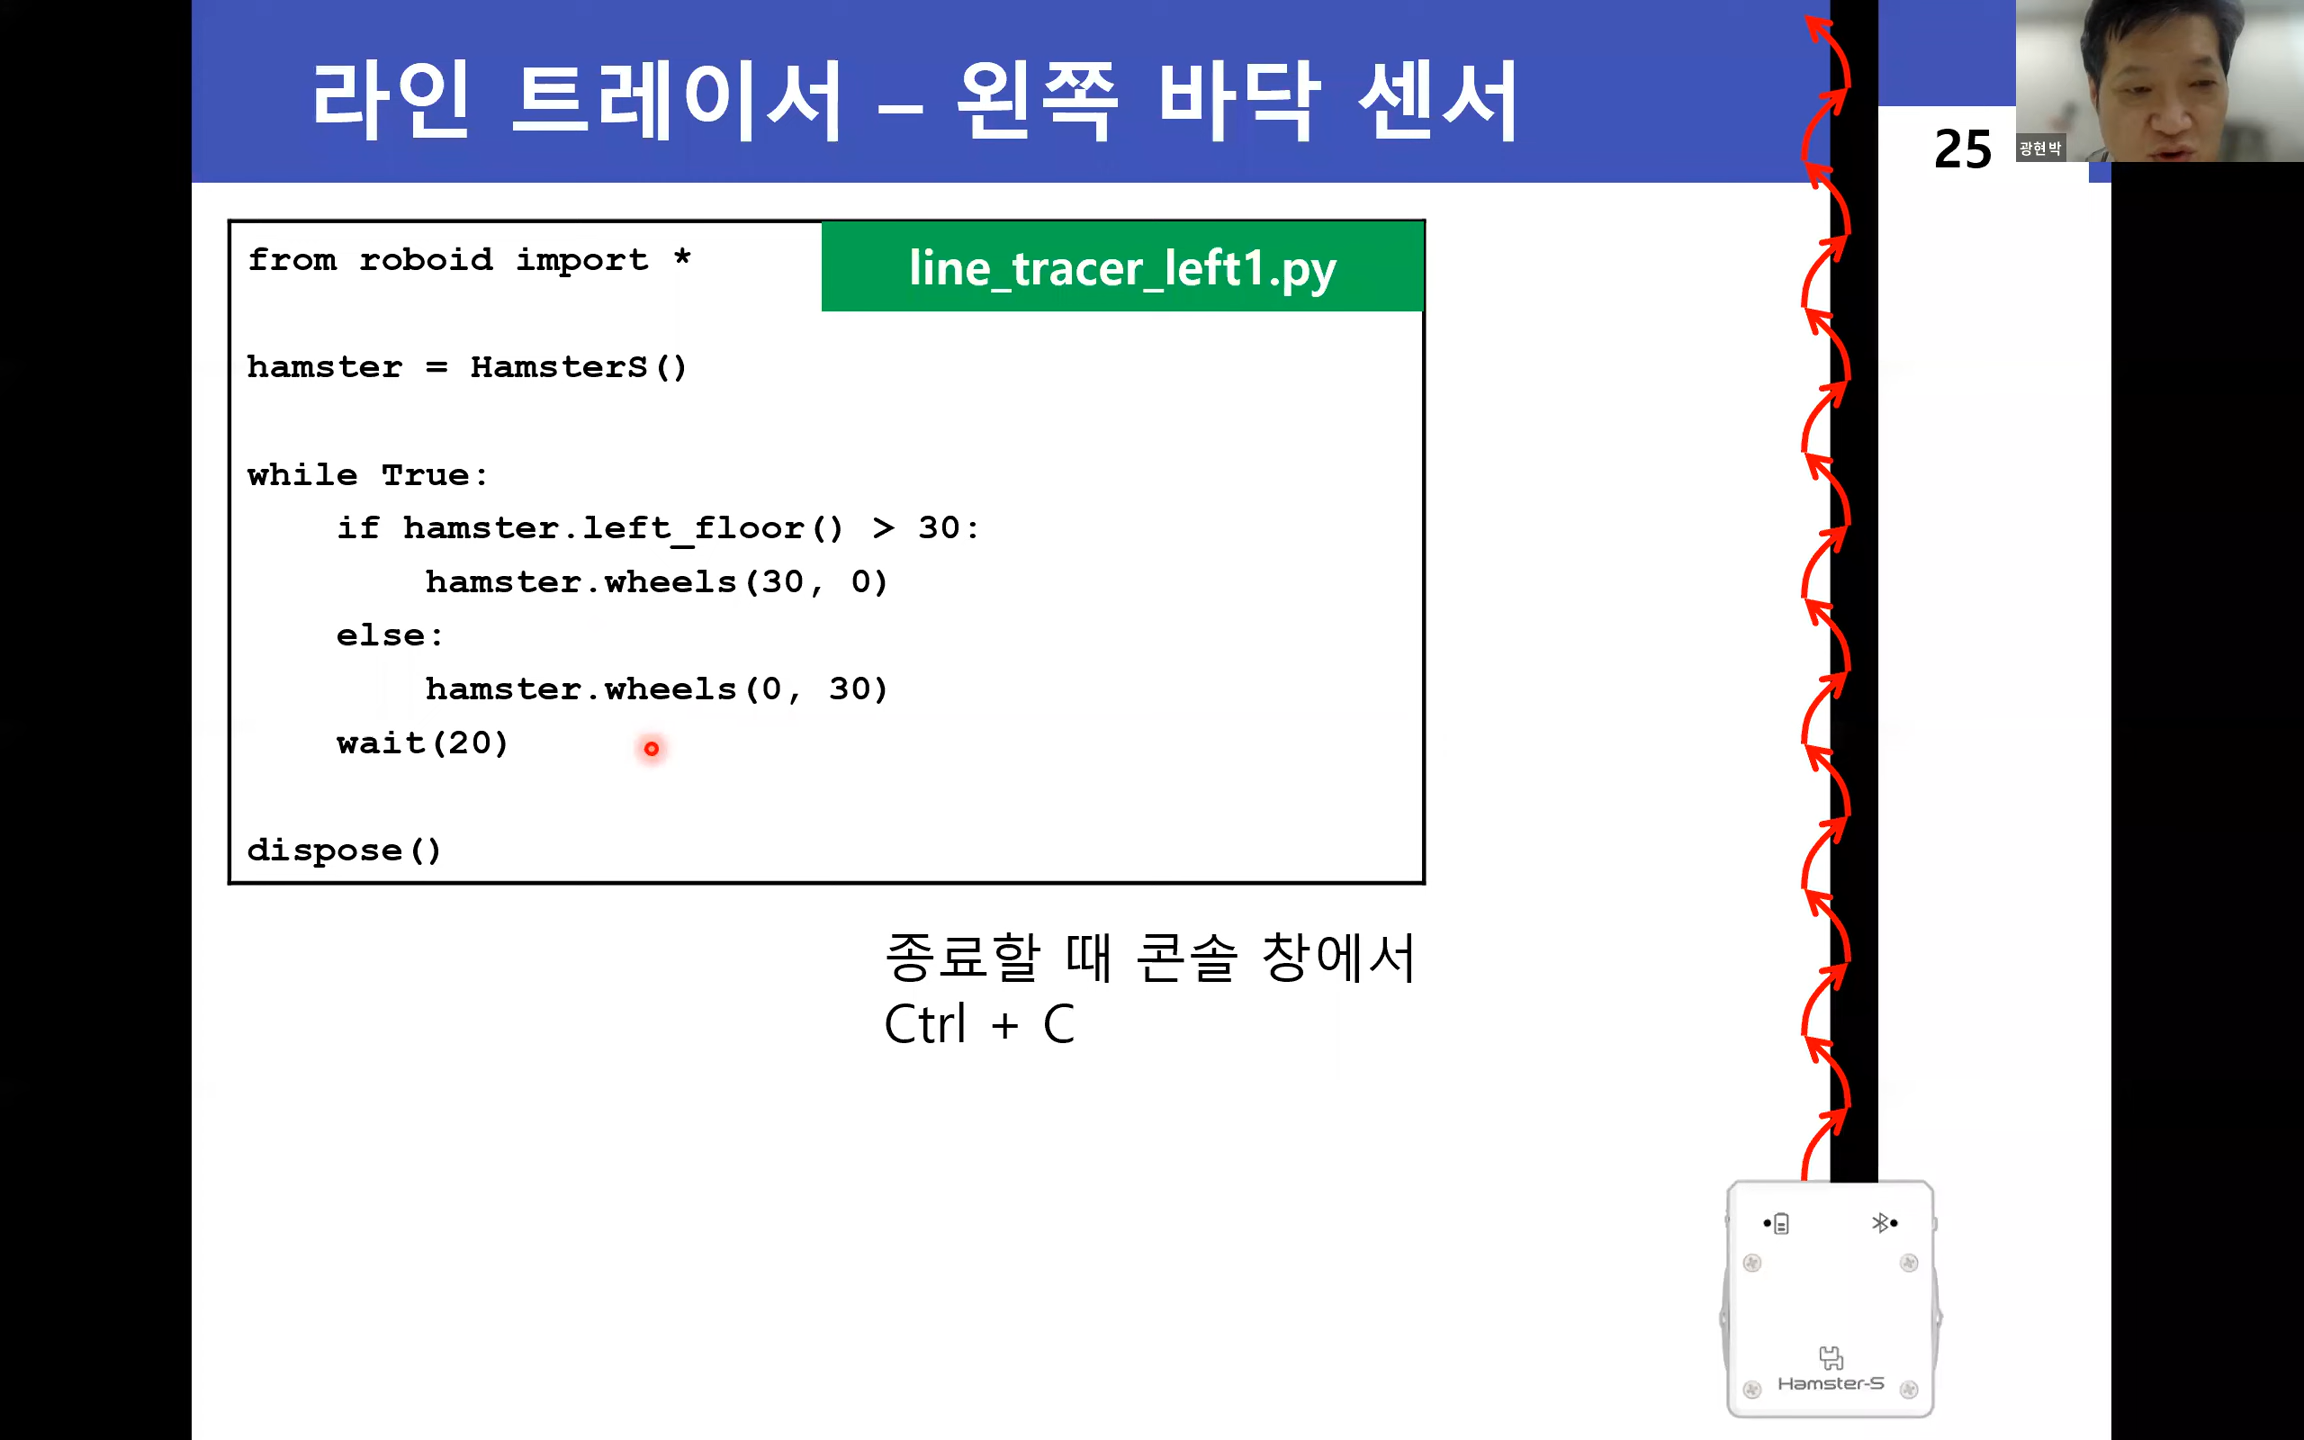 라인 트레이서 – 왼쪽 바닥 센서
25
광현박
line_tracer_left1.py
from roboid import *
hamster = HamsterS()
while True:
    if hamster.left_floor() > 30:
        hamster.wheels(30, 0)
    else:
        hamster.wheels(0, 30)
    wait(20)
dispose()
종료할 때 콘솔 창에서
Ctrl + C
Hamster-S